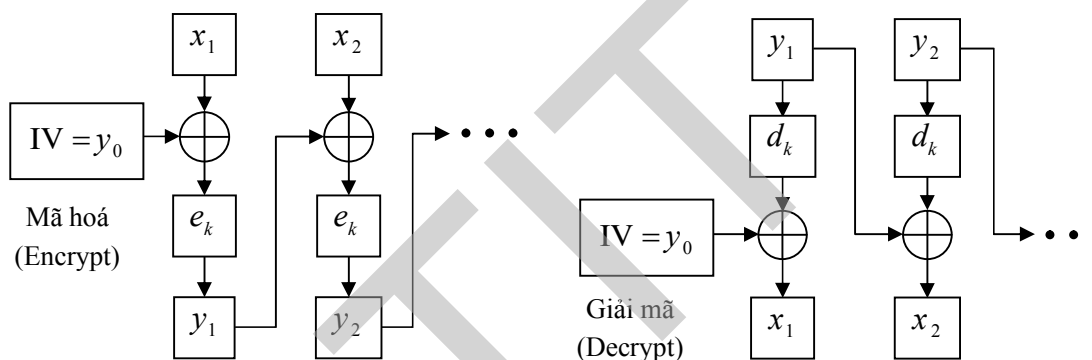 x₁ x₂
IV = y₀
Mã hoá
(Encrypt)
eₖ eₖ
y₁ y₂
y₁ y₂
dₖ dₖ
IV = y₀
Giải mã
(Decrypt)
x₁ x₂
TIT